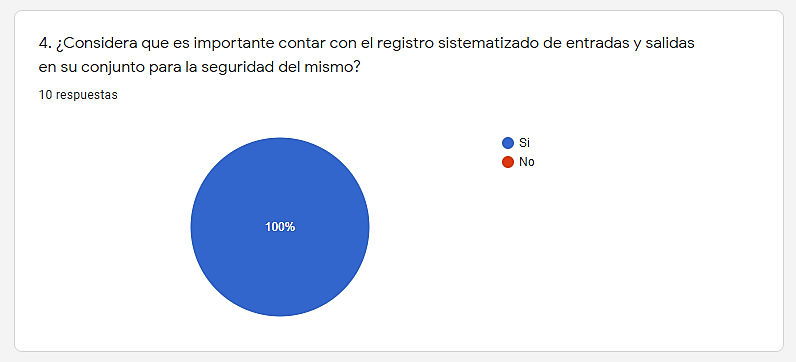 4. ¿Considera que es importante contar con el registro sistematizado de entradas y salidas
en su conjunto para la seguridad del mismo?
10 respuestas
Si
No
100%